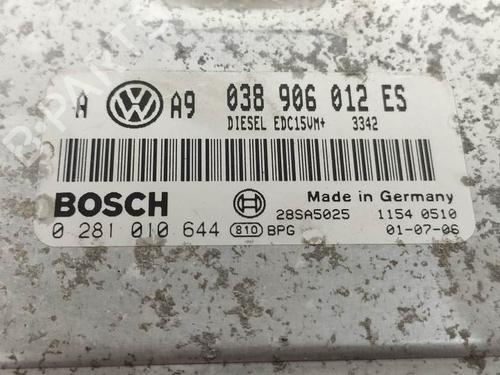 A A9 038 906 012 ES
DIESEL EDC15VM+ 3342
BOSCH
Made in Germany
28SA5025 1154 0510
0 281 010 644 810 BPG 01-07-06
B-PARTS